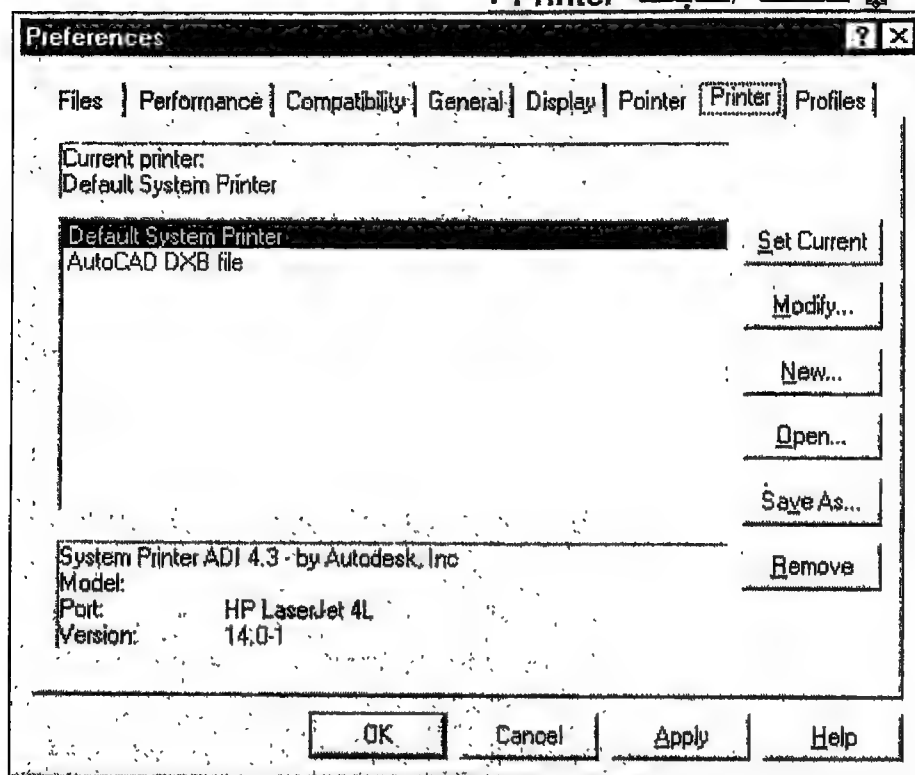 Printer
Preferences
Files Performance Compatibility General Display Pointer Printer Profiles
Current printer:
Default System Printer
Default System Printer
AutoCAD DXB file
Set Current
Modify...
New...
Open...
Save As...
Remove
System Printer ADI 4.3 - by Autodesk, Inc
Model:
Port: HP LaserJet 4L
Version: 14.0-1
OK Cancel Apply Help